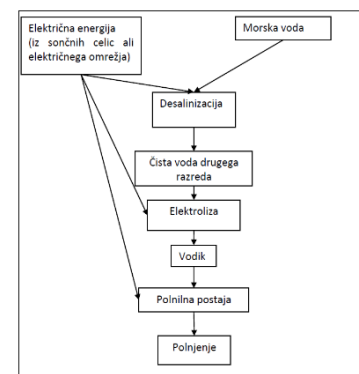 Električna energija
(iz sončnih celic ali
električnega omrežja)
Morska voda
Desalinizacija
Čista voda drugega
razreda
Elektroliza
Vodik
Polnilna postaja
Polnjenje